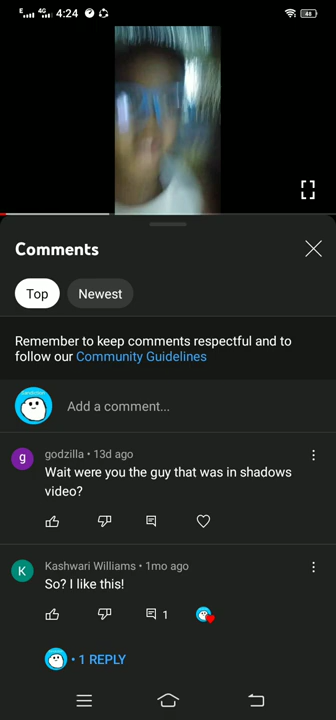 E 4G 4:24 48
Comments
Top Newest
Remember to keep comments respectful and to
follow our Community Guidelines
Add a comment...
g godzilla • 13d ago
Wait were you the guy that was in shadows
video?
K Kashwari Williams • 1mo ago
So? I like this!
1
• 1 REPLY